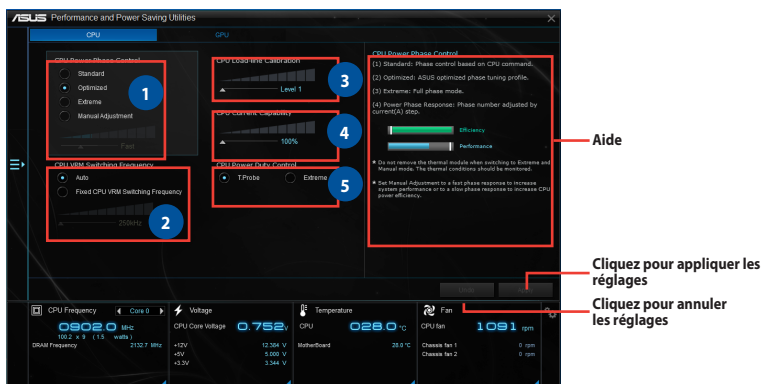 ASUS Performance and Power Saving Utilities
CPU
GPU
CPU Power Phase Control
Standard
Optimized
Extreme
Manual Adjustment
Fast
1
CPU VRM Switching Frequency
Auto
Fixed CPU VRM Switching Frequency
250kHz
2
CPU Load-line Calibration
Level 1
3
CPU Current Capability
100%
4
CPU Power Duty Control
T.Probe
Extreme
5
CPU Power Phase Control
(1) Standard: Phase control based on CPU command.
(2) Optimized: ASUS optimized phase tuning profile.
(3) Extreme: Full phase mode.
(4) Power Phase Response: Phase number adjusted by
current(A) step.
Efficiency
Performance
* Do not remove the thermal module when switching to Extreme and
Manual mode. The thermal conditions should be monitored.
* Set Manual Adjustment to a fast phase response to increase
system performance or to a slow phase response to increase CPU
power efficiency.
Undo
Apply
Aide
Cliquez pour appliquer les
réglages
Cliquez pour annuler
les réglages
CPU Frequency
Core 0
0902.0 MHz
100.2 x 9 (1.5 watts)
DRAM Frequency 2132.7 MHz
Voltage
CPU Core Voltage 0.752v
+12V 12.384 V
+5V 5.000 V
+3.3V 3.344 V
Temperature
CPU 028.0 °C
MotherBoard 28.0 °C
Fan
CPU fan 1091 rpm
Chassis fan 1 0 rpm
Chassis fan 2 0 rpm